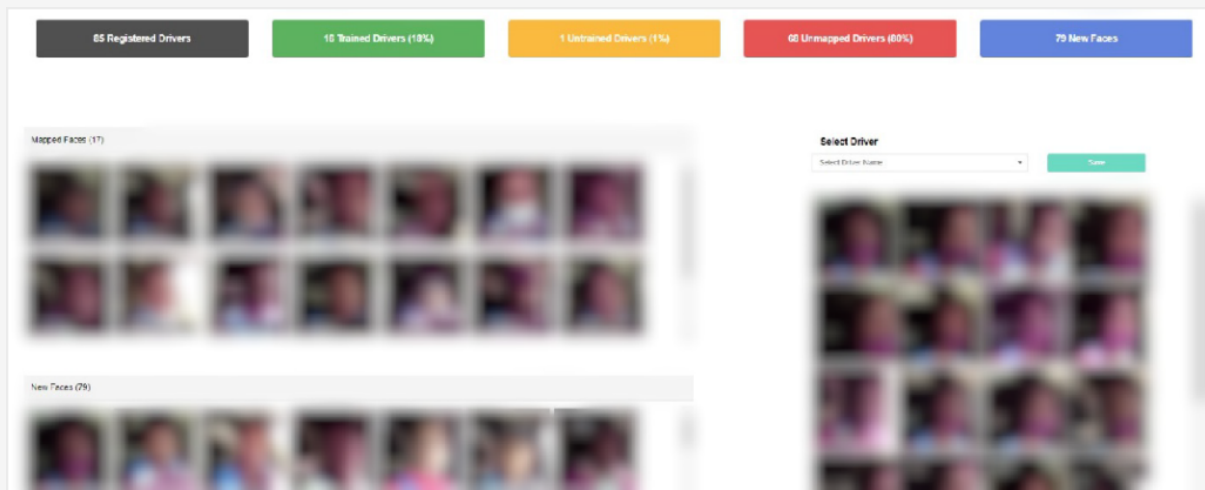 85 Registered Drivers
16 Trained Drivers (18%)
1 Untrained Drivers (1%)
68 Unmapped Drivers (80%)
79 New Faces
Mapped Faces (17)
Select Driver
Select Driver Name
Save
New Faces (79)